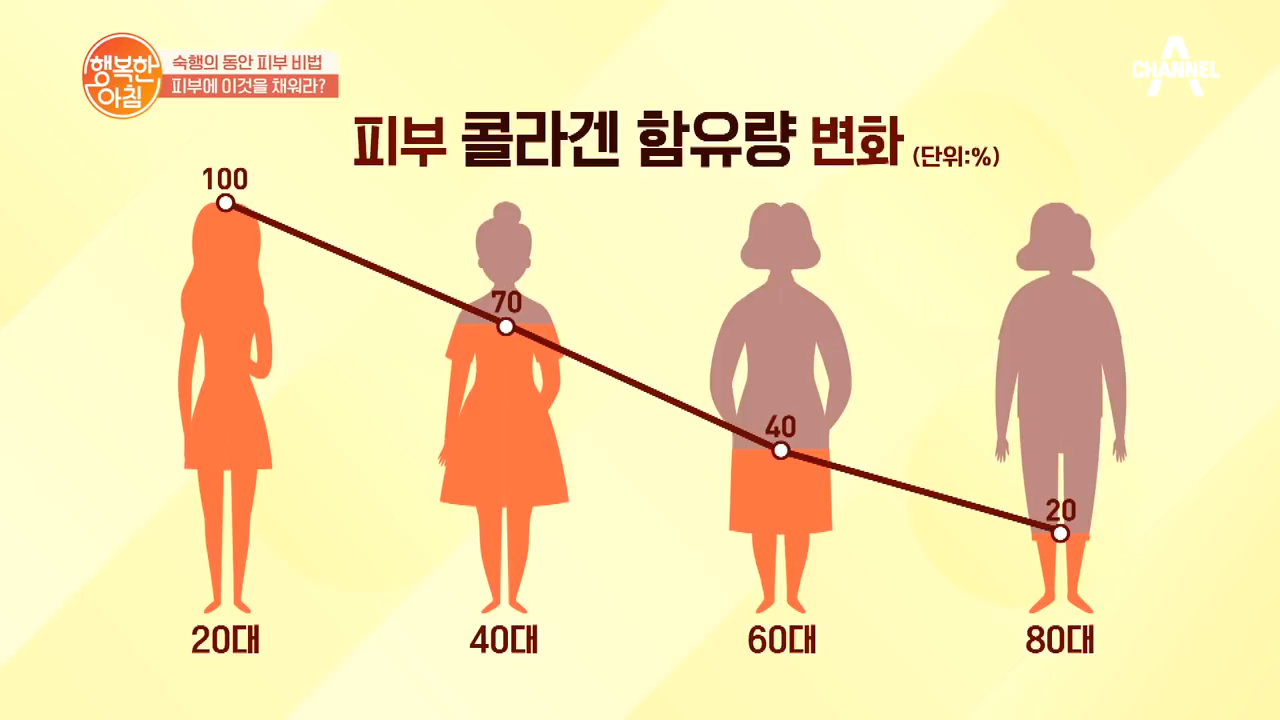 행복한
아침
숙행의 동안 피부 비법
피부에 이것을 채워라?
CHANNEL A
피부 콜라겐 함유량 변화 (단위:%)
100
70
40
20
20대 40대 60대 80대